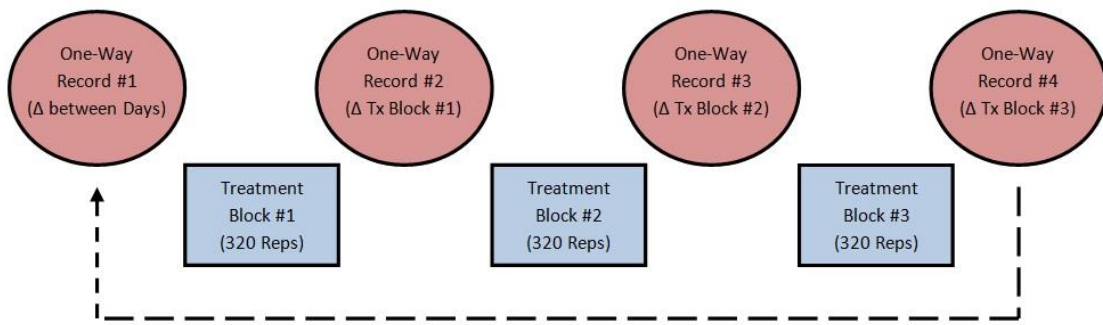 One-Way
Record #1
(Δ between Days)
One-Way
Record #2
(Δ Tx Block #1)
One-Way
Record #3
(Δ Tx Block #2)
One-Way
Record #4
(Δ Tx Block #3)
Treatment
Block #1
(320 Reps)
Treatment
Block #2
(320 Reps)
Treatment
Block #3
(320 Reps)